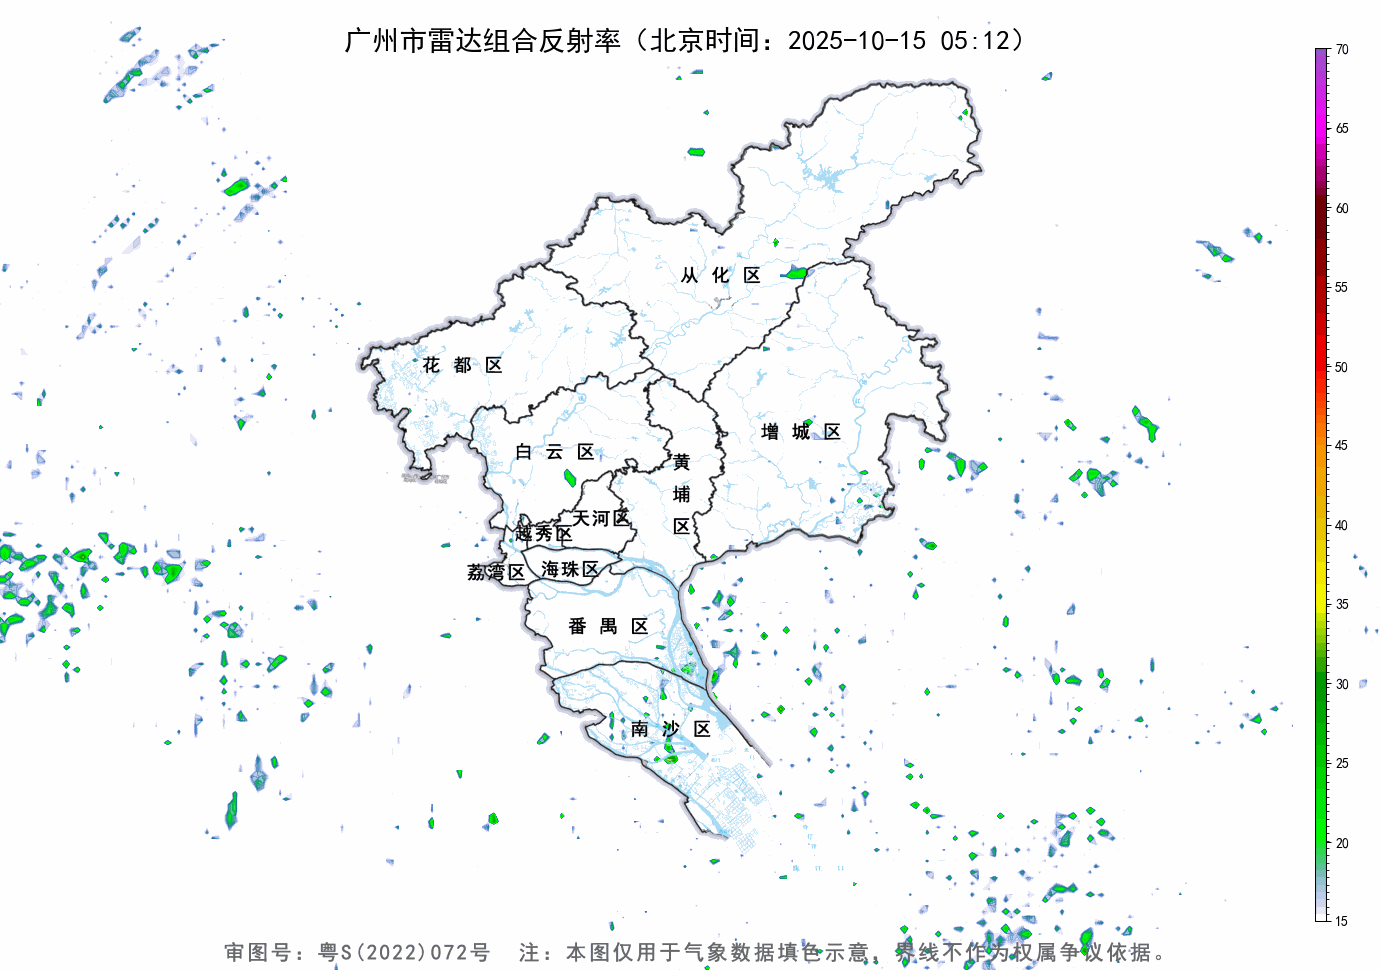 广州市雷达组合反射率（北京时间：2025-10-15 05:12）
70
65
60
55
50
45
40
35
30
25
20
15
从 化 区
花 都 区
增 城 区
白 云 区
黄
埔
区
天河区
越秀区
荔湾区
海珠区
番 禺 区
南 沙 区
审图号：粤S(2022)072号 注：本图仅用于气象数据填色示意，界线不作为权属争议依据。